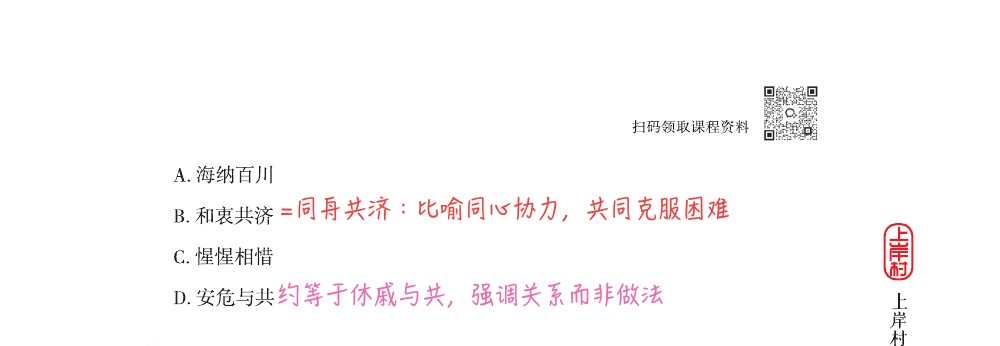 扫码领取课程资料
A. 海纳百川
B. 和衷共济=同舟共济：比喻同心协力，共同克服困难
C. 惺惺相惜
D. 安危与共约等于休戚与共，强调关系而非做法
上岸村
上岸村